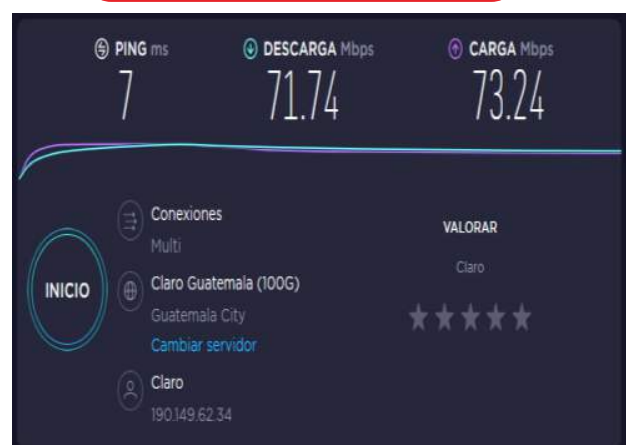 PING ms
DESCARGA Mbps
CARGA Mbps
7
71.74
73.24
Conexiones
Multi
Claro Guatemala (100G)
Guatemala City
Cambiar servidor
Claro
190.149.62.34
INICIO
VALORAR
Claro